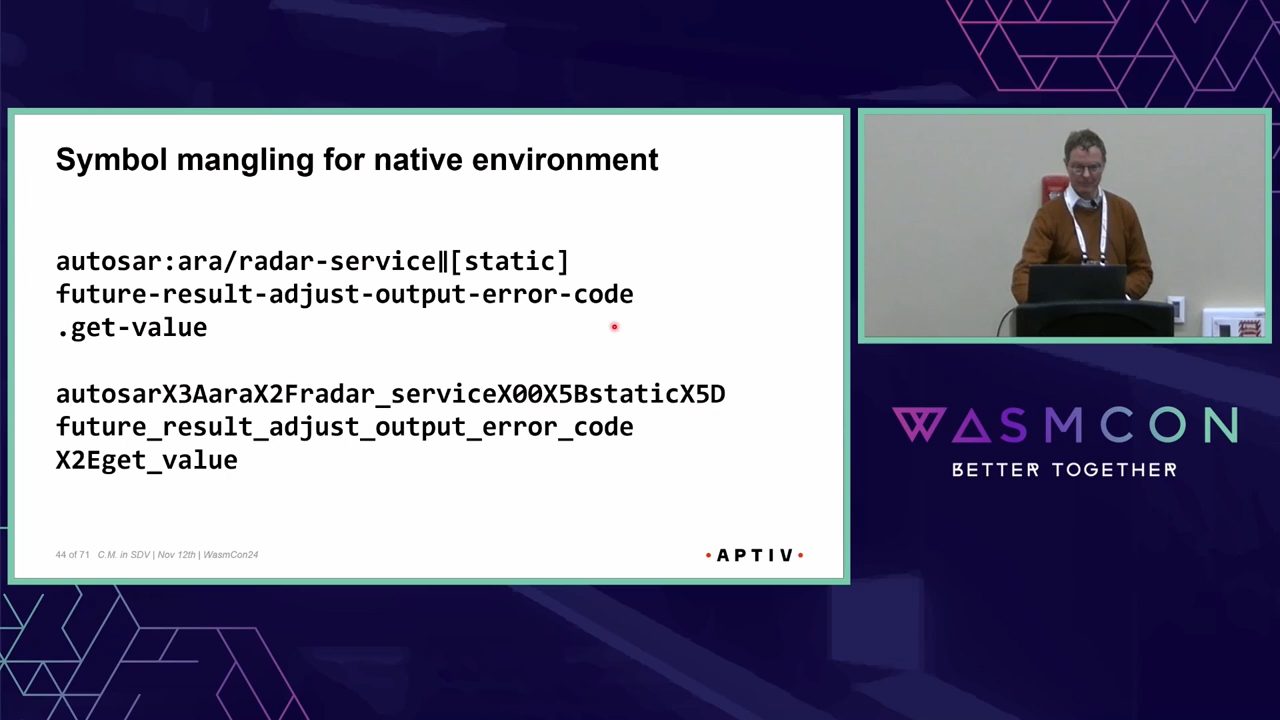 Symbol mangling for native environment
autosar:ara/radar-service‖[static]
future-result-adjust-output-error-code
.get-value
autosarX3AaraX2Fradar_serviceX00X5BstaticX5D
future_result_adjust_output_error_code
X2Eget_value
44 of 71 C.M. in SDV | Nov 12th | WasmCon24
• APTIV •
WASMCON
BETTER TOGETHER